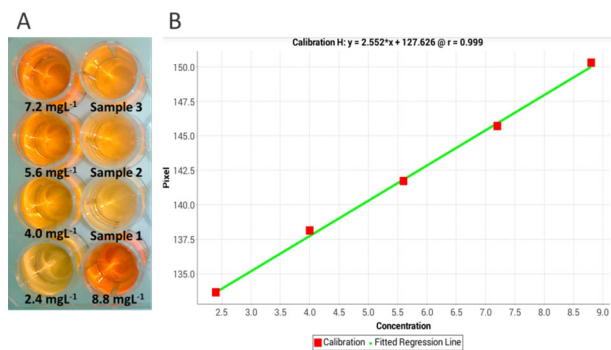 A
7.2 mgL⁻¹ Sample 3
5.6 mgL⁻¹ Sample 2
4.0 mgL⁻¹ Sample 1
2.4 mgL⁻¹ 8.8 mgL⁻¹
B
Calibration H: y = 2.552*x + 127.626 @ r = 0.999
Pixel
150.0
147.5
145.0
142.5
140.0
137.5
135.0
2.5 3.0 3.5 4.0 4.5 5.0 5.5 6.0 6.5 7.0 7.5 8.0 8.5 9.0
Concentration
Calibration Fitted Regression Line